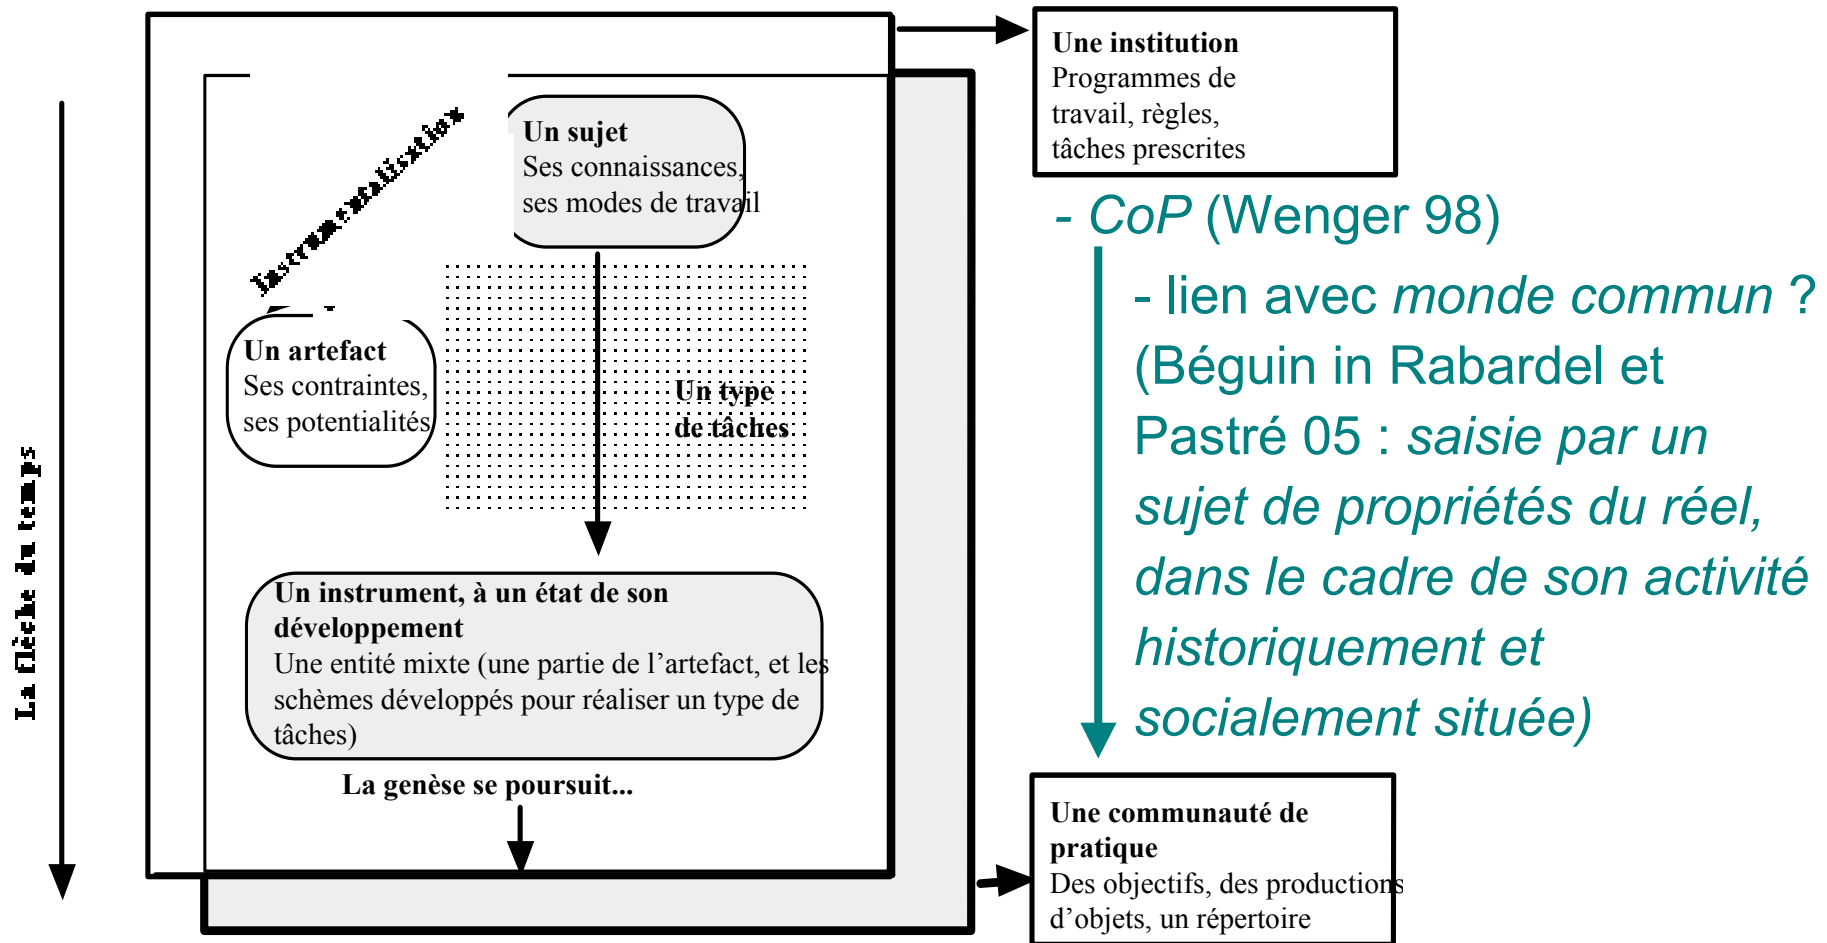 Une institution
Programmes de
travail, règles,
tâches prescrites
Instrumentalisation
Un sujet
Ses connaissances,
ses modes de travail
Un artefact
Ses contraintes,
ses potentialités
Un type
de tâches
La flèche du temps
Un instrument, à un état de son
développement
Une entité mixte (une partie de l’artefact, et les
schèmes développés pour réaliser un type de
tâches)
La genèse se poursuit...
- CoP (Wenger 98)
- lien avec monde commun ?
(Béguin in Rabardel et
Pastré 05 : saisie par un
sujet de propriétés du réel,
dans le cadre de son activité
historiquement et
socialement située)
Une communauté de
pratique
Des objectifs, des productions
d’objets, un répertoire